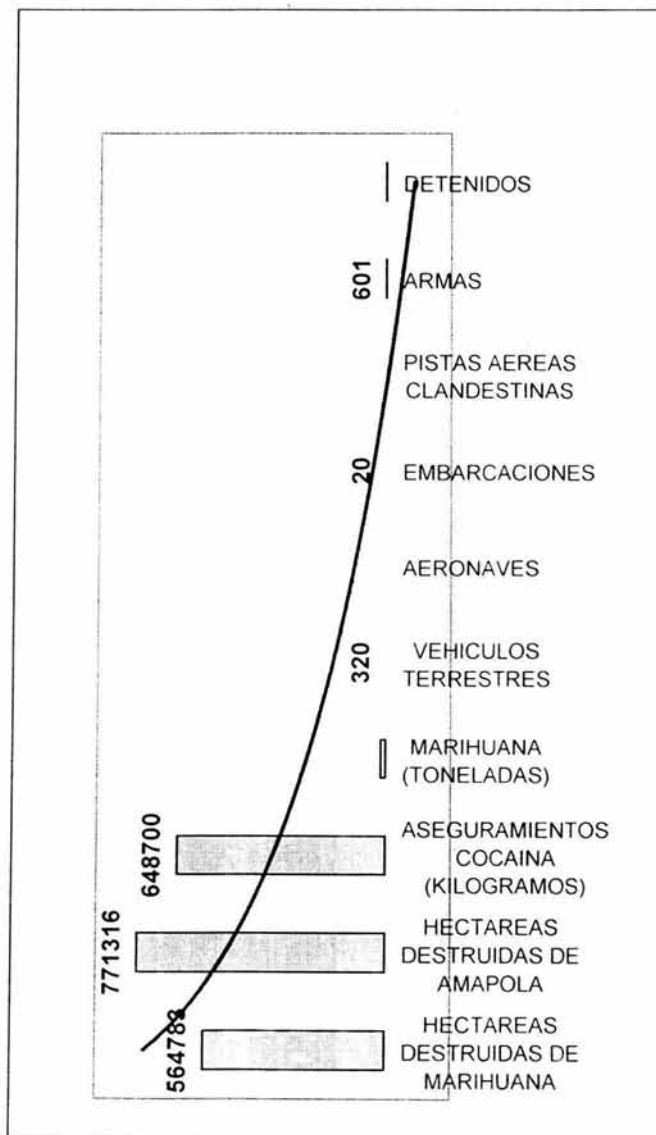 DETENIDOS
601
ARMAS
PISTAS AEREAS
CLANDESTINAS
20
EMBARCACIONES
AERONAVES
320
VEHICULOS
TERRESTRES
MARIHUANA
(TONELADAS)
648700
ASEGURAMIENTOS
COCAINA
(KILOGRAMOS)
771316
HECTAREAS
DESTRUIDAS DE
AMAPOLA
564783
HECTAREAS
DESTRUIDAS DE
MARIHUANA